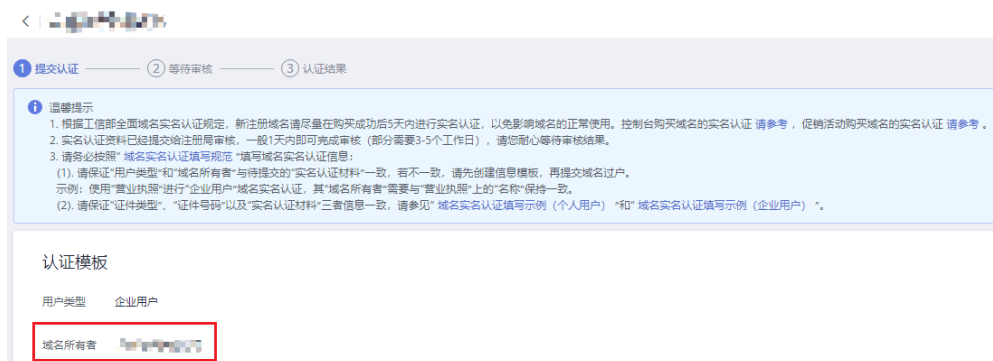 1 提交认证 2 等待审核 3 认证结果
温馨提示
1. 根据工信部全面域名实名认证规定，新注册域名请尽量在购买成功后5天内进行实名认证，以免影响域名的正常使用。控制台购买域名的实名认证 请参考 ，促销活动购买域名的实名认证 请参考 。
2. 实名认证资料已经提交给注册局审核，一般1天内即可完成审核（部分需要3-5个工作日），请您耐心等待审核结果。
3. 请务必按照" 域名实名认证填写规范 "填写域名实名认证信息：
(1). 请保证"用户类型"和"域名所有者"与待提交的"实名认证材料"一致，若不一致，请先创建信息模板，再提交域名过户。
示例：使用"营业执照"进行"企业用户"域名实名认证，其"域名所有者"需要与"营业执照"上的"名称"保持一致。
(2). 请保证"证件类型"、"证件号码"以及"实名认证材料"三者信息一致，请参见" 域名实名认证填写示例（个人用户） "和" 域名实名认证填写示例（企业用户） "。
认证模板
用户类型 企业用户
域名所有者